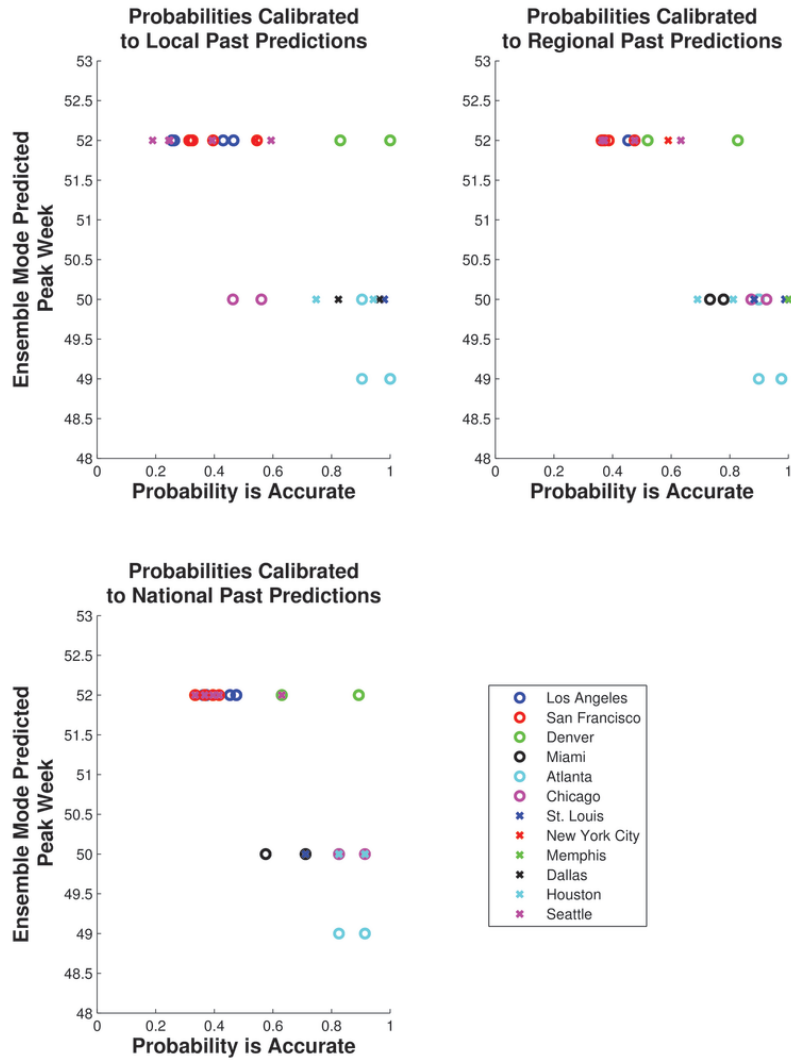 Probabilities Calibrated
to Local Past Predictions
Ensemble Mode Predicted
Peak Week
53
52.5
52
51.5
51
50.5
50
49.5
49
48.5
48
0
0.2
0.4
0.6
0.8
1
Probability is Accurate
Probabilities Calibrated
to Regional Past Predictions
53
52.5
52
51.5
51
50.5
50
49.5
49
48.5
48
0
0.2
0.4
0.6
0.8
1
Probability is Accurate
Probabilities Calibrated
to National Past Predictions
Ensemble Mode Predicted
Peak Week
53
52.5
52
51.5
51
50.5
50
49.5
49
48.5
48
0
0.2
0.4
0.6
0.8
1
Probability is Accurate
Los Angeles
San Francisco
Denver
Miami
Atlanta
Chicago
St. Louis
New York City
Memphis
Dallas
Houston
Seattle